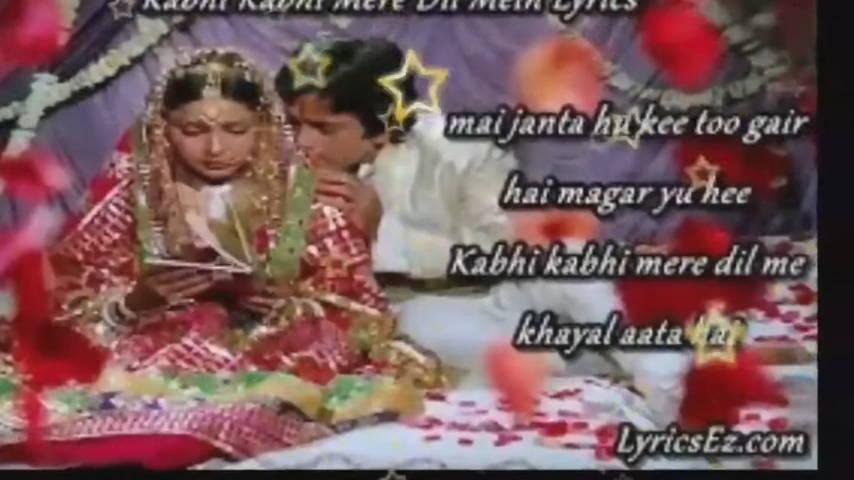 Kabhi Kabhi Mere Dil Mein Lyrics
mai janta hu kee too gair
hai magar yu hee
Kabhi kabhi mere dil me
khayal aata hai
LyricsEz.com